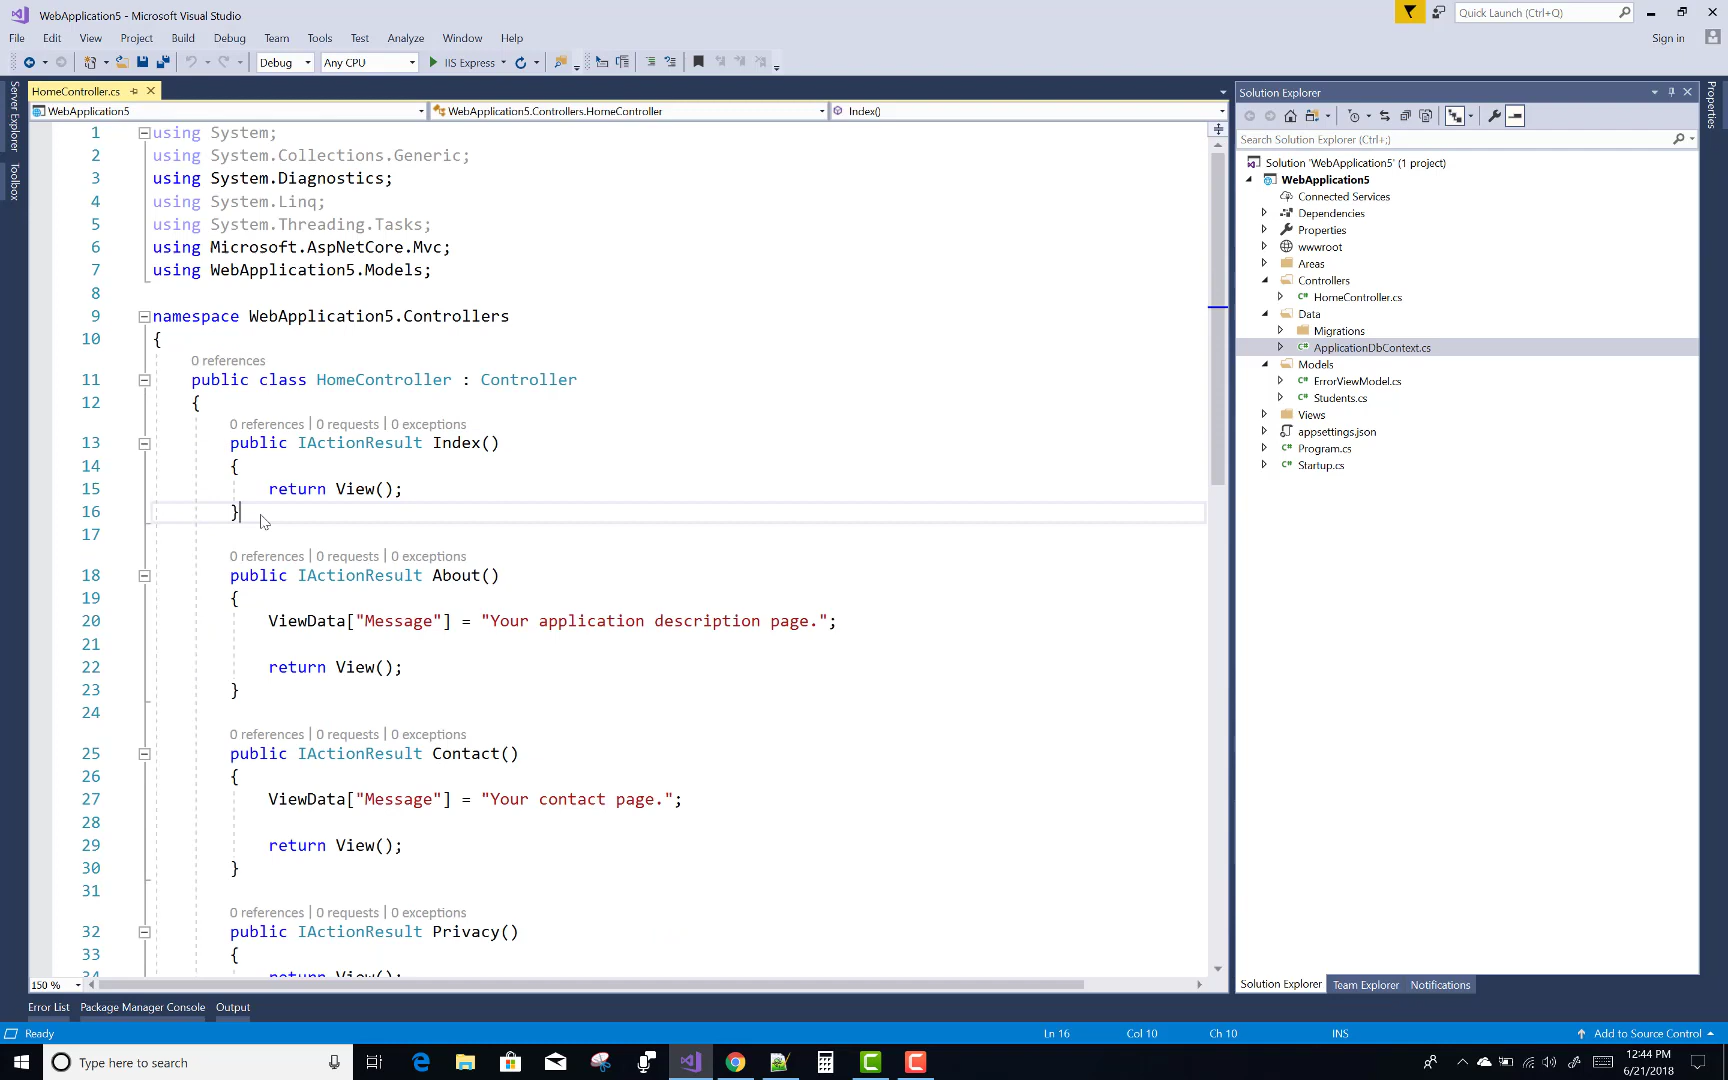 WebApplication5 - Microsoft Visual Studio
Quick Launch (Ctrl+Q)
File Edit View Project Build Debug Team Tools Test Analyze Window Help
Sign in
Debug Any CPU IIS Express
Server Explorer
Toolbox
HomeController.cs
WebApplication5 WebApplication5.Controllers.HomeController Index()
1 using System;
2 using System.Collections.Generic;
3 using System.Diagnostics;
4 using System.Linq;
5 using System.Threading.Tasks;
6 using Microsoft.AspNetCore.Mvc;
7 using WebApplication5.Models;
8
9 namespace WebApplication5.Controllers
10 {
0 references
11 public class HomeController : Controller
12 {
0 references | 0 requests | 0 exceptions
13 public IActionResult Index()
14 {
15 return View();
16 }
17
0 references | 0 requests | 0 exceptions
18 public IActionResult About()
19 {
20 ViewData["Message"] = "Your application description page.";
21
22 return View();
23 }
24
0 references | 0 requests | 0 exceptions
25 public IActionResult Contact()
26 {
27 ViewData["Message"] = "Your contact page.";
28
29 return View();
30 }
31
0 references | 0 requests | 0 exceptions
32 public IActionResult Privacy()
33 {
34 return View();
150 %
Solution Explorer
Search Solution Explorer (Ctrl+;)
Solution 'WebApplication5' (1 project)
WebApplication5
Connected Services
Dependencies
Properties
wwwroot
Areas
Controllers
C# HomeController.cs
Data
Migrations
C# ApplicationDbContext.cs
Models
C# ErrorViewModel.cs
C# Students.cs
Views
appsettings.json
C# Program.cs
C# Startup.cs
Solution Explorer Team Explorer Notifications
Properties
Error List Package Manager Console Output
Ready Ln 16 Col 10 Ch 10 INS Add to Source Control
Type here to search
12:44 PM
6/21/2018